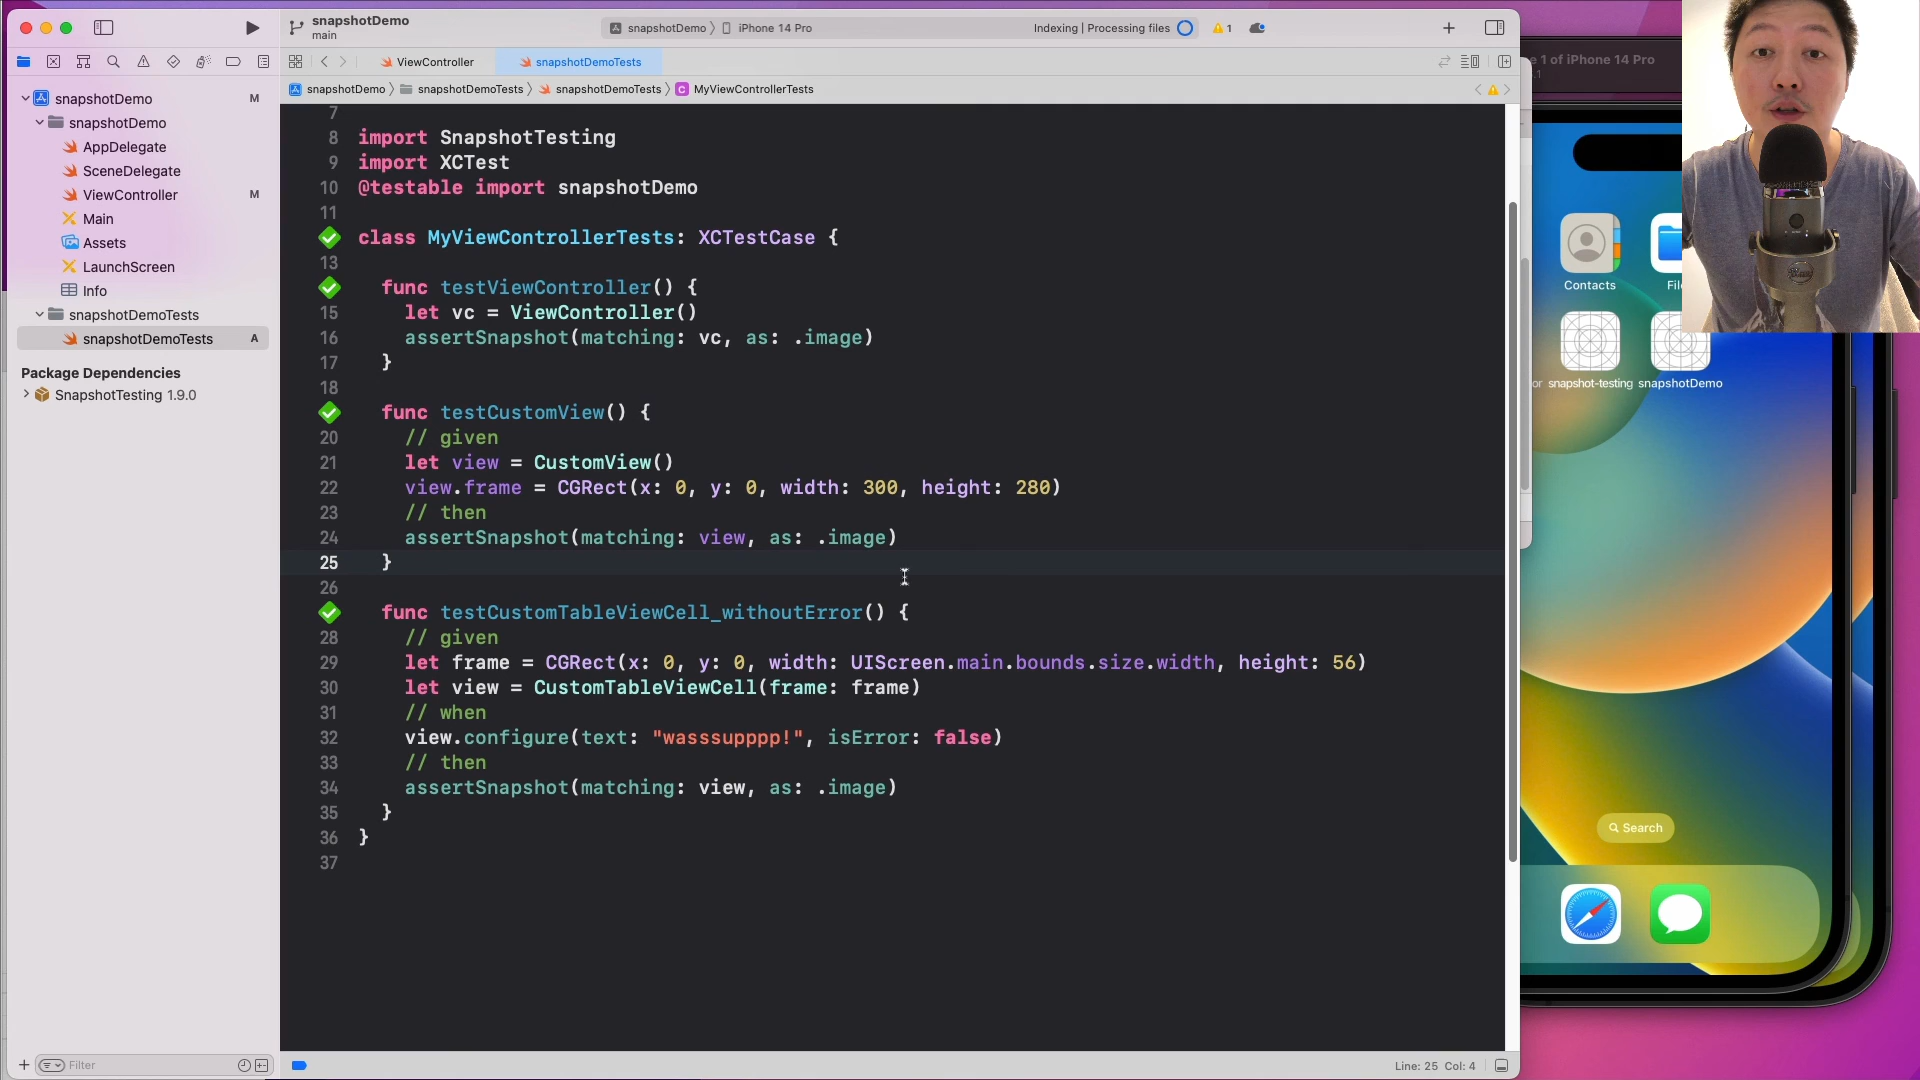 snapshotDemo
main
snapshotDemo 〉 iPhone 14 Pro
Indexing | Processing files
1
ViewController
snapshotDemoTests
snapshotDemo 〉 snapshotDemoTests 〉 snapshotDemoTests 〉 C MyViewControllerTests
snapshotDemo M
snapshotDemo
AppDelegate
SceneDelegate
ViewController M
Main
Assets
LaunchScreen
Info
snapshotDemoTests
snapshotDemoTests A
Package Dependencies
SnapshotTesting 1.9.0
Filter
7
8 import SnapshotTesting
9 import XCTest
10 @testable import snapshotDemo
11
class MyViewControllerTests: XCTestCase {
13
func testViewController() {
15 let vc = ViewController()
16 assertSnapshot(matching: vc, as: .image)
17 }
18
func testCustomView() {
20 // given
21 let view = CustomView()
22 view.frame = CGRect(x: 0, y: 0, width: 300, height: 280)
23 // then
24 assertSnapshot(matching: view, as: .image)
25 }
26
func testCustomTableViewCell_withoutError() {
28 // given
29 let frame = CGRect(x: 0, y: 0, width: UIScreen.main.bounds.size.width, height: 56)
30 let view = CustomTableViewCell(frame: frame)
31 // when
32 view.configure(text: "wasssupppp!", isError: false)
33 // then
34 assertSnapshot(matching: view, as: .image)
35 }
36 }
37
Line: 25 Col: 4
e 1 of iPhone 14 Pro
Contacts
Fil
or snapshot-testing snapshotDemo
Search